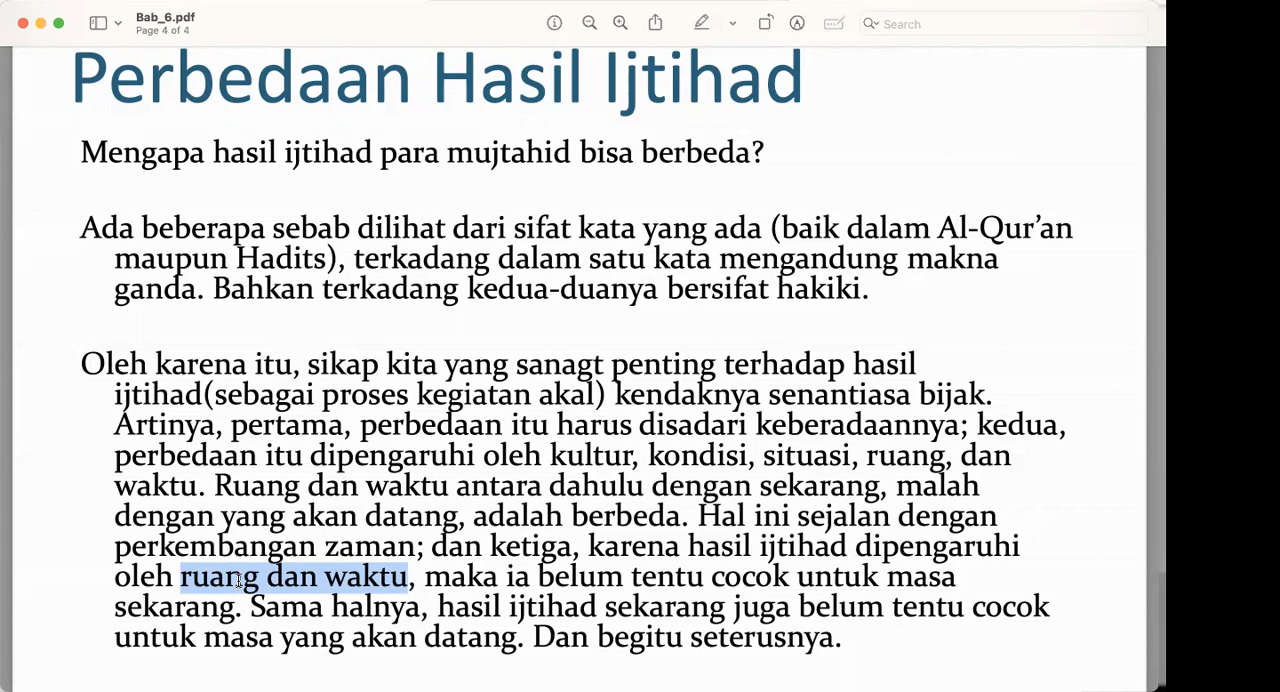 Bab_6.pdf
Page 4 of 4
Search
Perbedaan Hasil Ijtihad
Mengapa hasil ijtihad para mujtahid bisa berbeda?
Ada beberapa sebab dilihat dari sifat kata yang ada (baik dalam Al-Qur’an
maupun Hadits), terkadang dalam satu kata mengandung makna
ganda. Bahkan terkadang kedua-duanya bersifat hakiki.
Oleh karena itu, sikap kita yang sanagt penting terhadap hasil
ijtihad(sebagai proses kegiatan akal) kendaknya senantiasa bijak.
Artinya, pertama, perbedaan itu harus disadari keberadaannya; kedua,
perbedaan itu dipengaruhi oleh kultur, kondisi, situasi, ruang, dan
waktu. Ruang dan waktu antara dahulu dengan sekarang, malah
dengan yang akan datang, adalah berbeda. Hal ini sejalan dengan
perkembangan zaman; dan ketiga, karena hasil ijtihad dipengaruhi
oleh ruang dan waktu, maka ia belum tentu cocok untuk masa
sekarang. Sama halnya, hasil ijtihad sekarang juga belum tentu cocok
untuk masa yang akan datang. Dan begitu seterusnya.